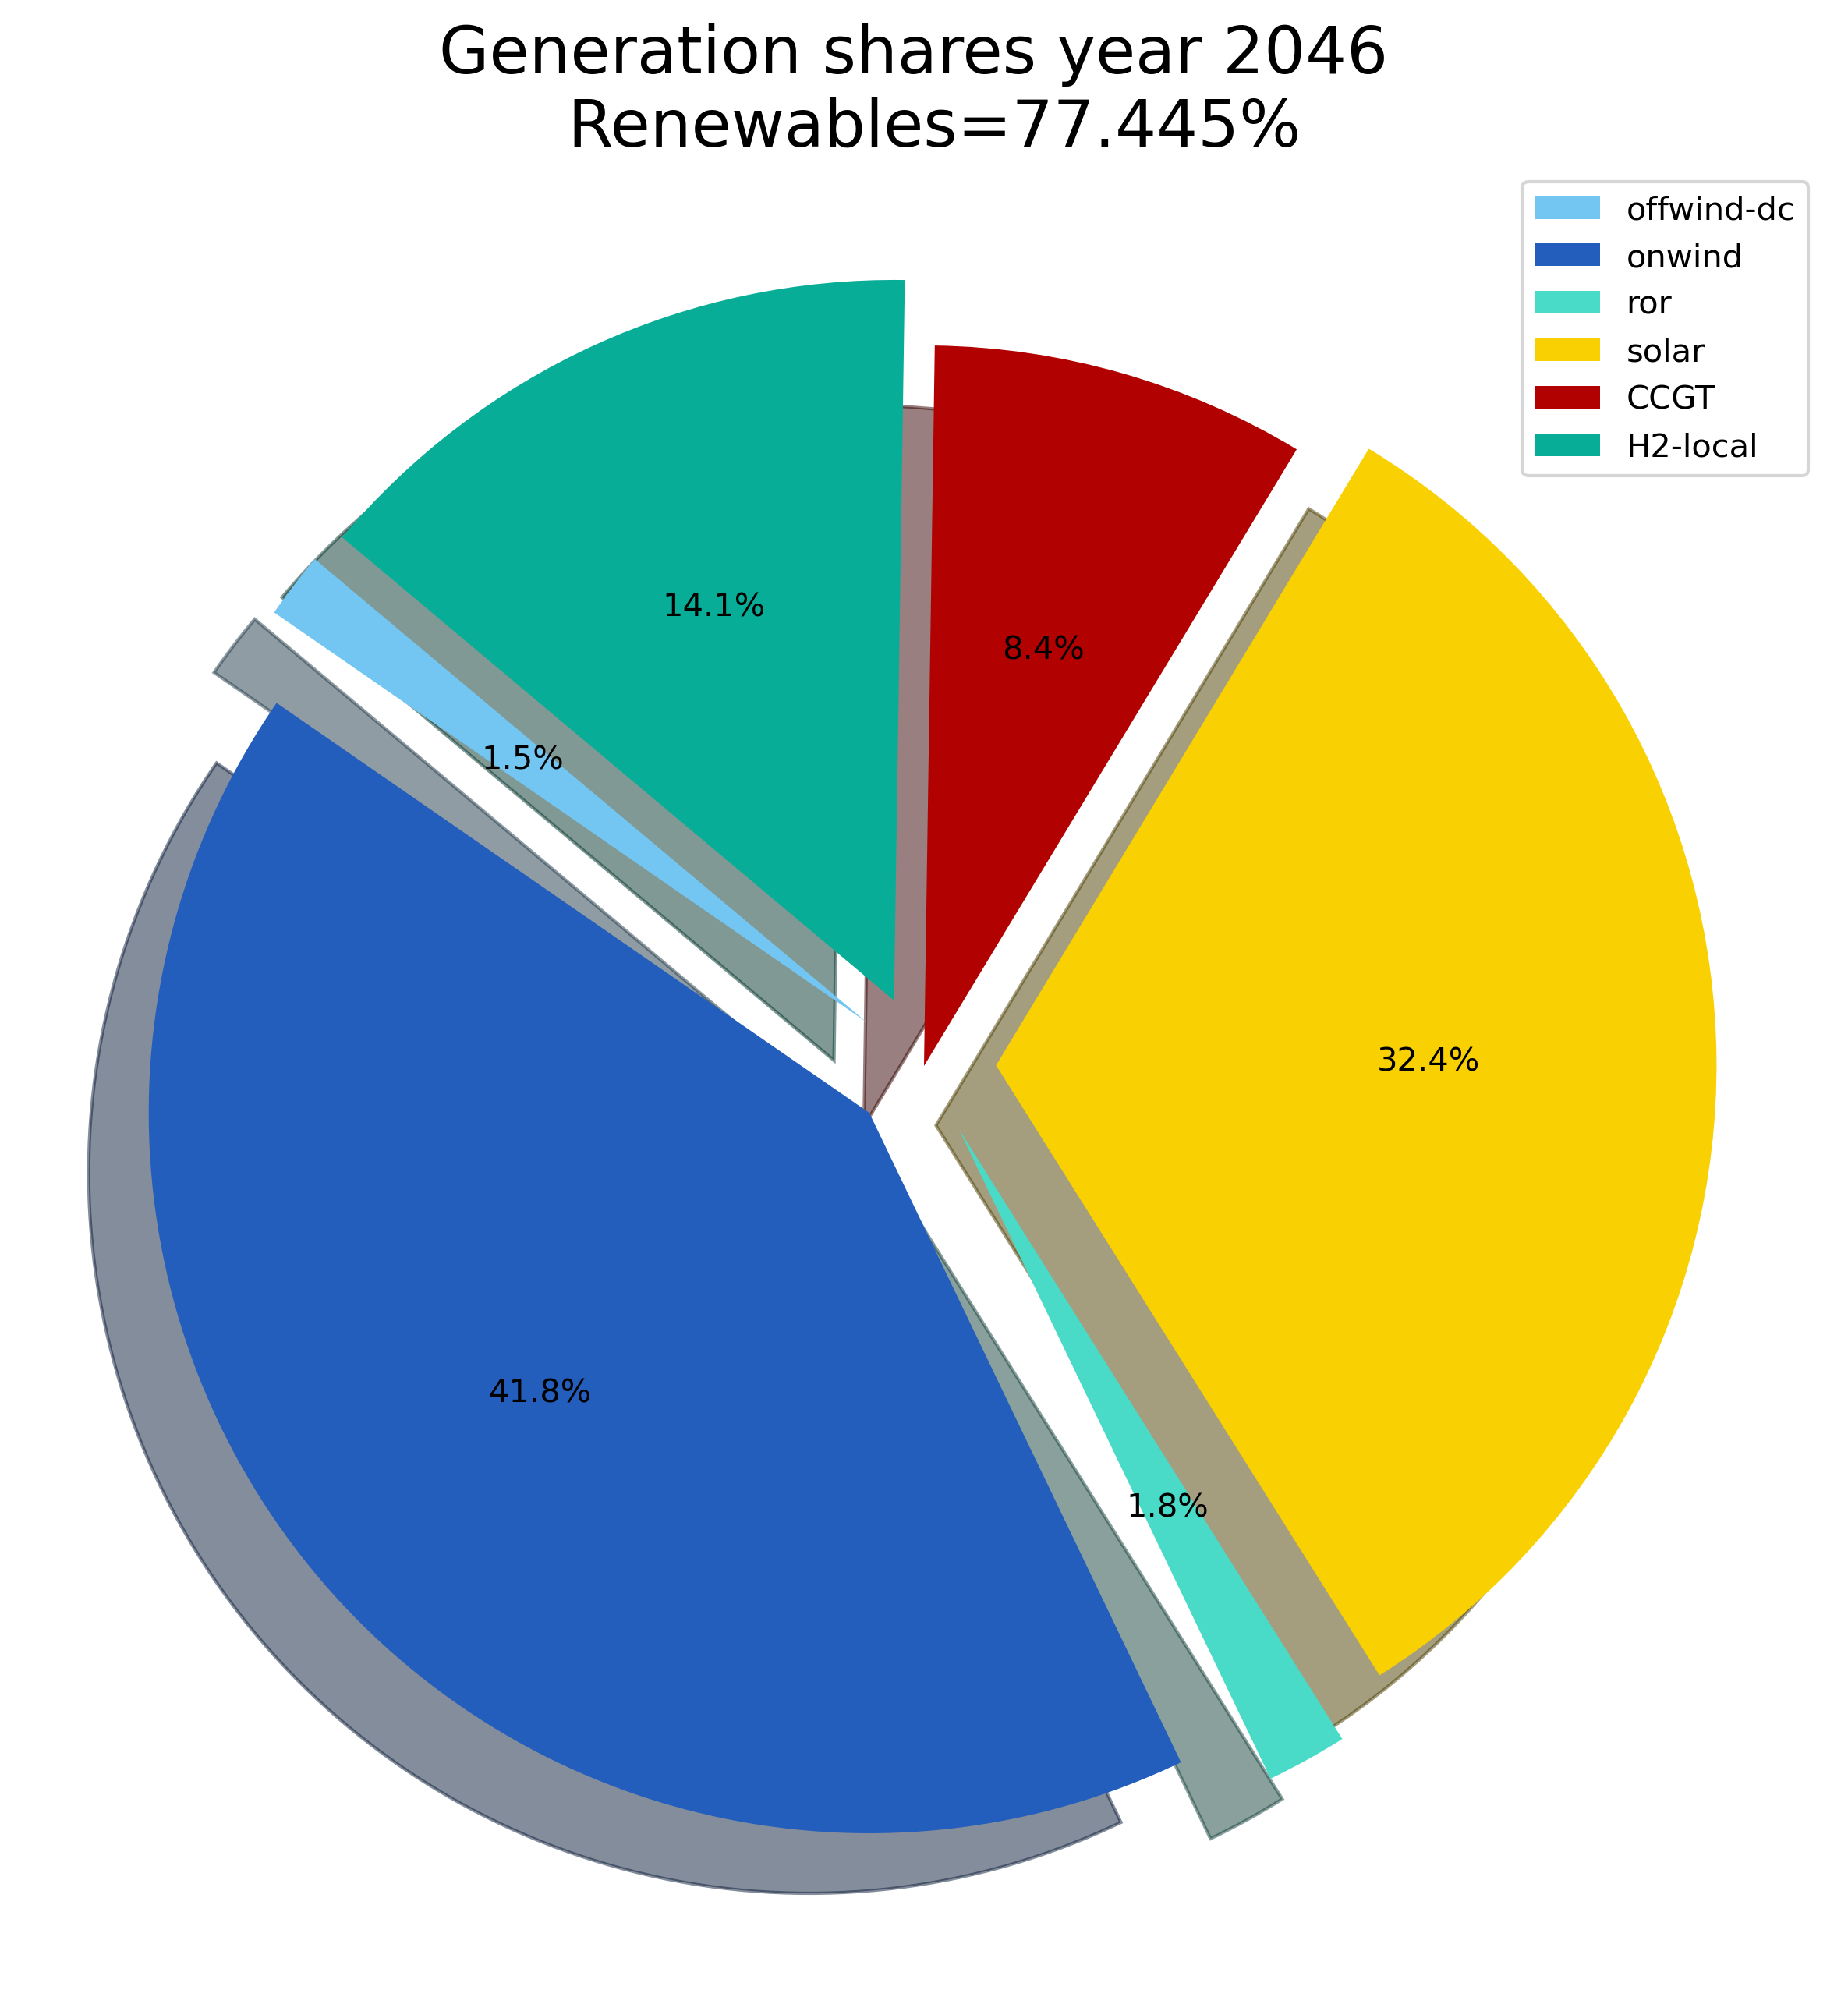 Generation shares year 2046
Renewables=77.445%
offwind-dc
onwind
ror
solar
CCGT
H2-local
14.1%
8.4%
1.5%
32.4%
41.8%
1.8%